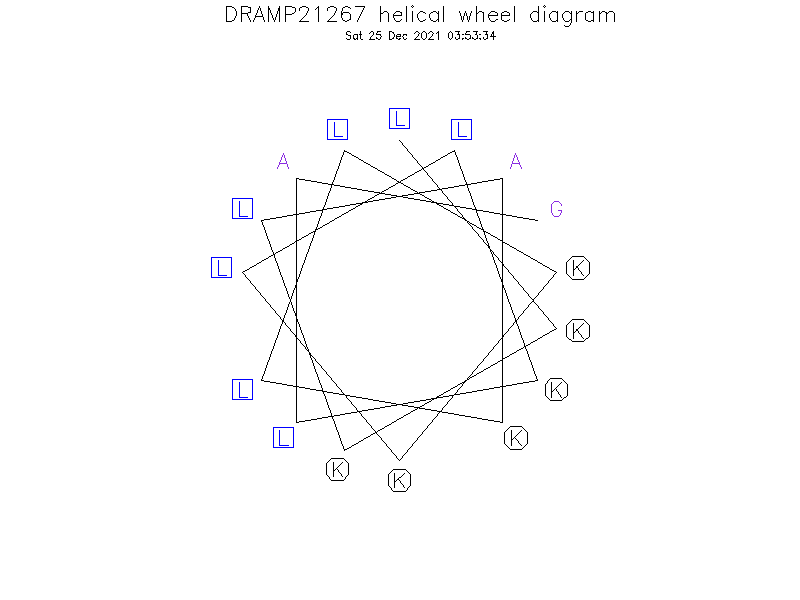 DRAMP21267 helical wheel diagram
Sat 25 Dec 2021 03:53:34
L
L L
A A
L G
L K
K
L K
L K
K K